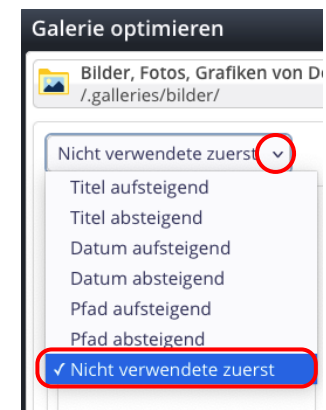 Galerie optimieren
Bilder, Fotos, Grafiken von D
/.galleries/bilder/
Nicht verwendete zuerst
Titel aufsteigend
Titel absteigend
Datum aufsteigend
Datum absteigend
Pfad aufsteigend
Pfad absteigend
✓ Nicht verwendete zuerst